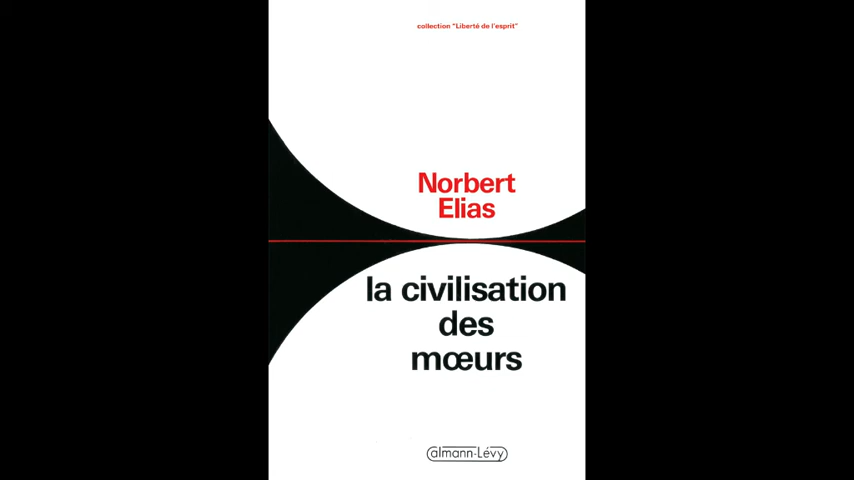 collection "Liberté de l'esprit"
Norbert
Elias
la civilisation
des
mœurs
Calmann-Lévy